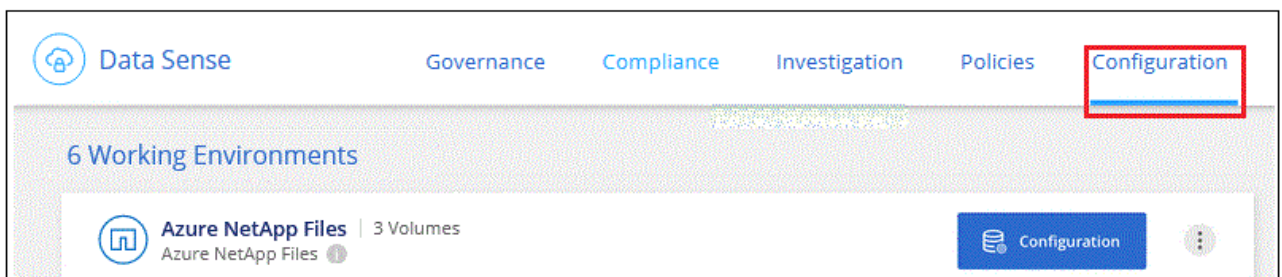 Data Sense Governance Compliance Investigation Policies Configuration
6 Working Environments
Azure NetApp Files 3 Volumes
Azure NetApp Files
Configuration